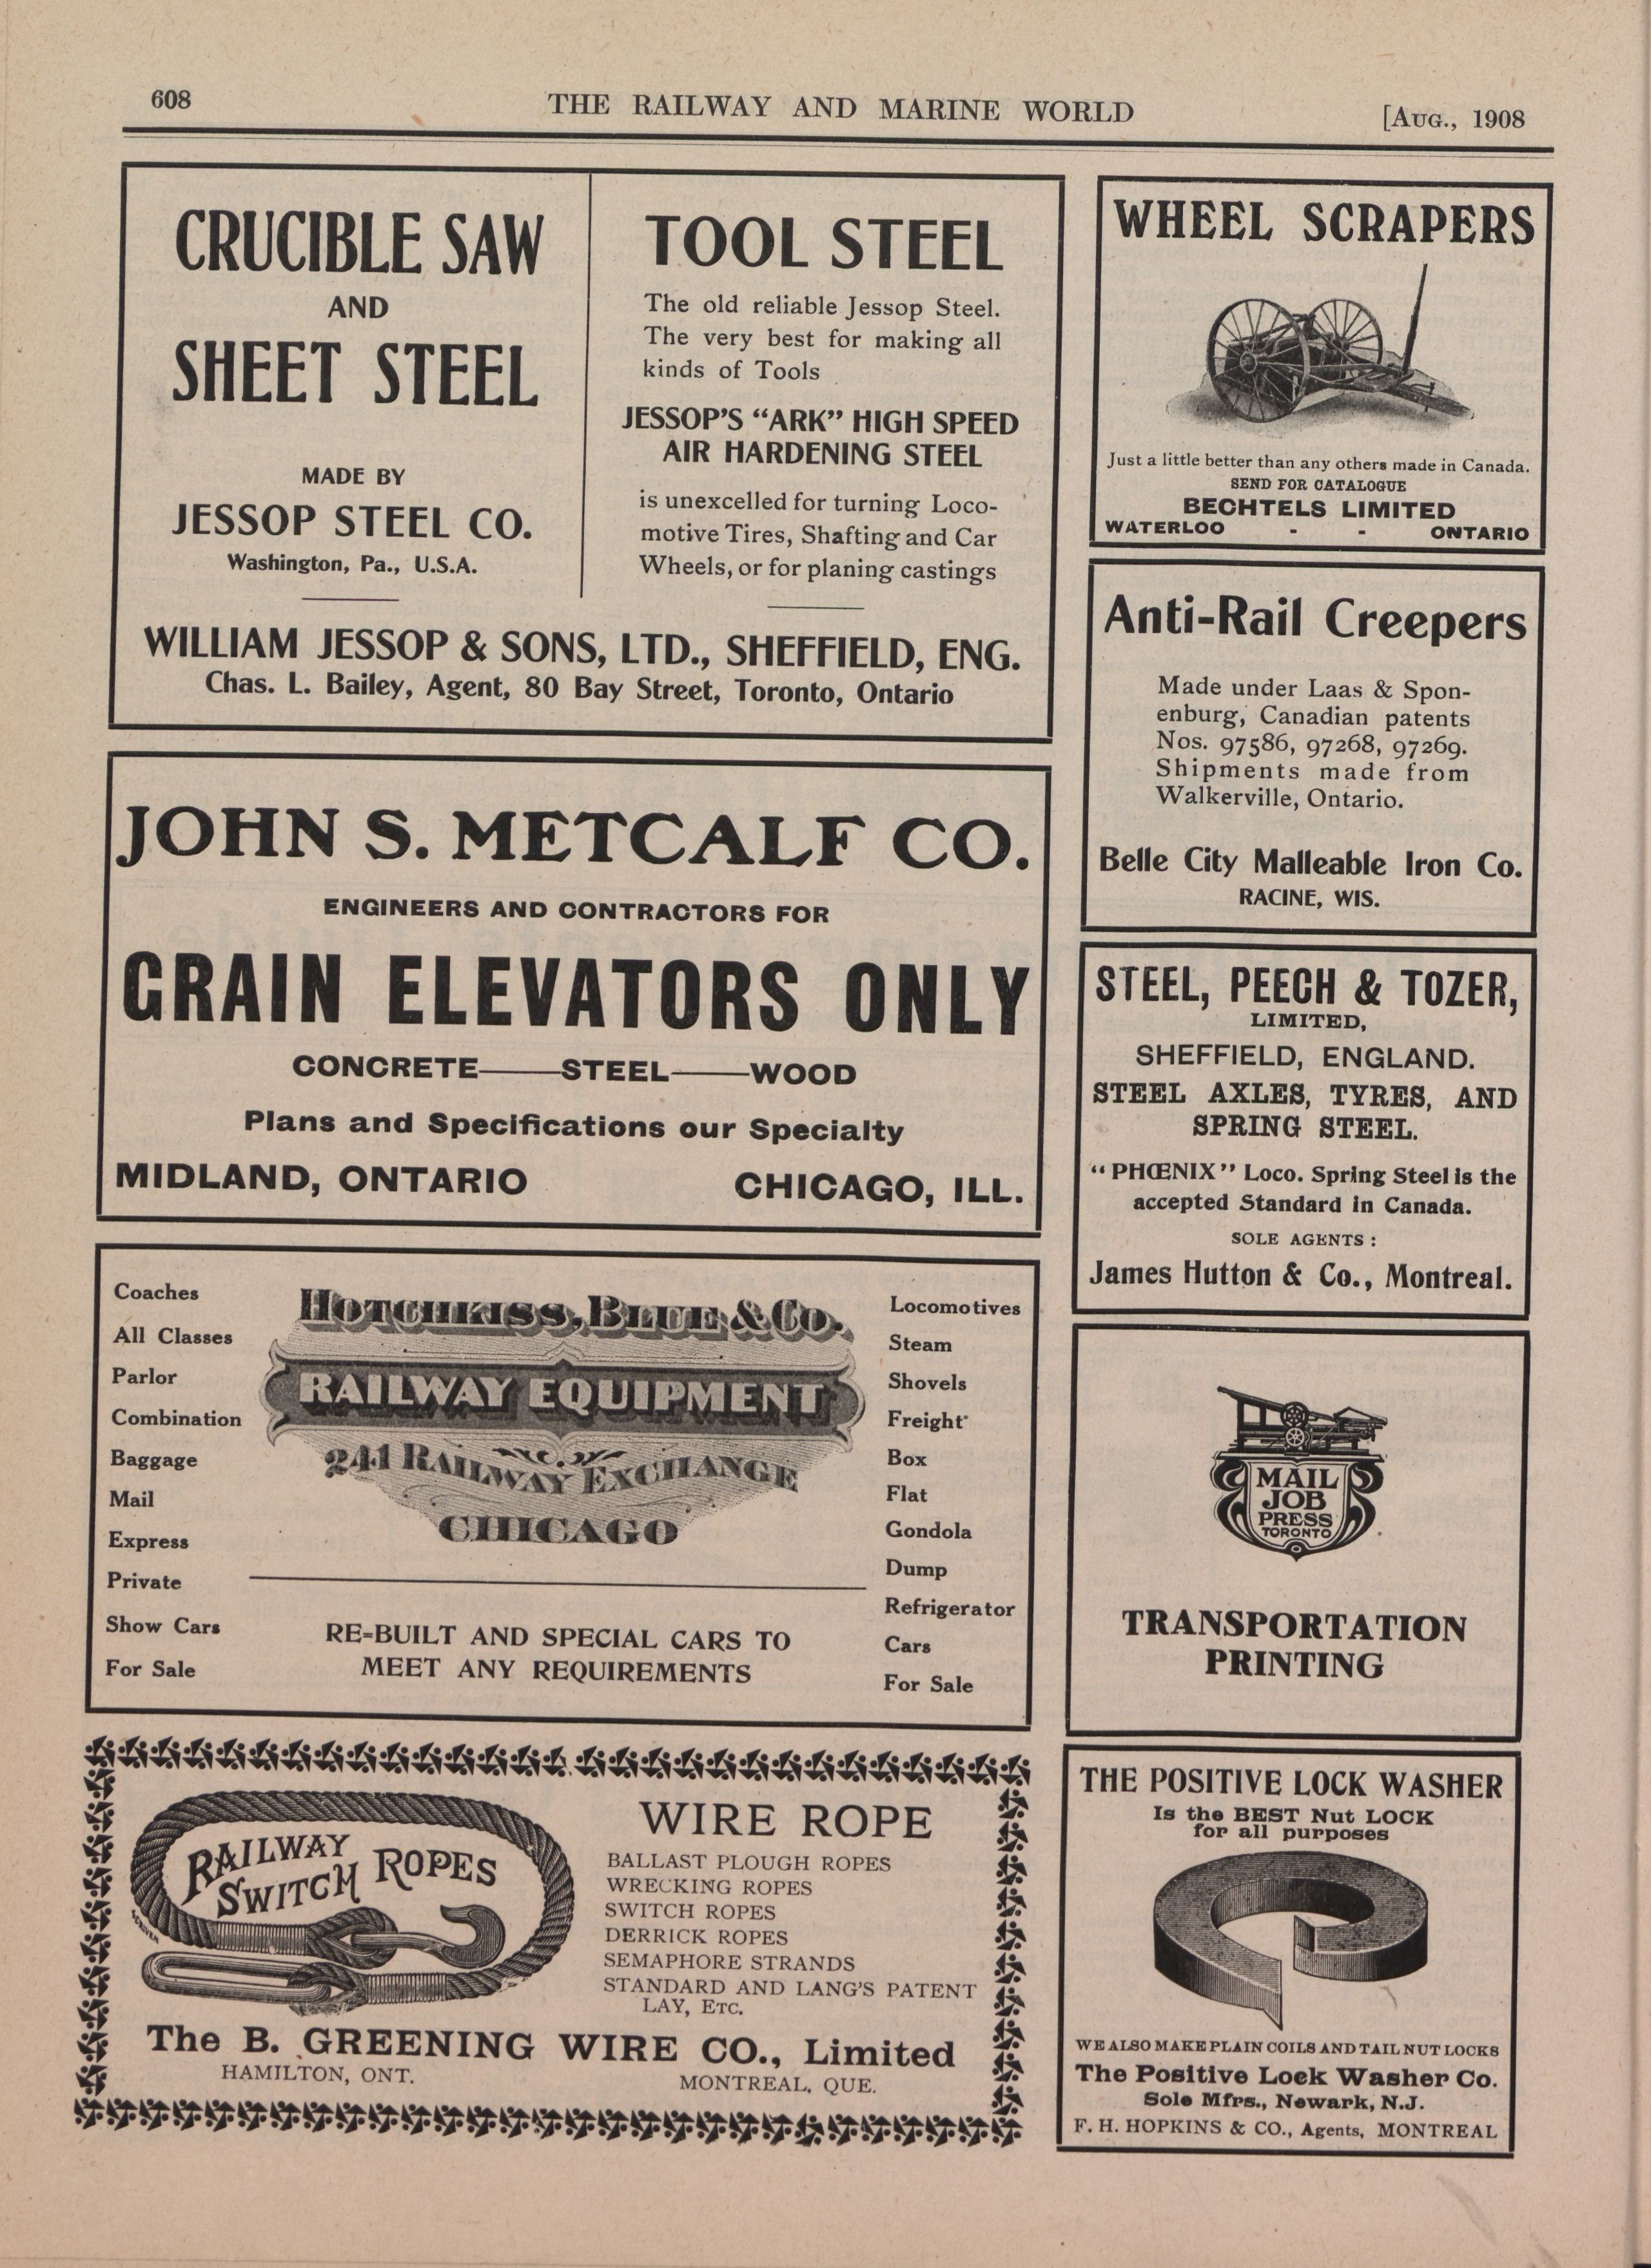 608
THE RAILWAY AND MARINE WORLD
[AUG., 1908
CRUCIBLE SAW
AND
SHEET STEEL
MADE BY
JESSOP STEEL CO.
Washington, Pa., U.S.A.
TOOL STEEL
The old reliable Jessop Steel.
The very best for making all
kinds of Tools
JESSOP'S “ARK” HIGH SPEED
AIR HARDENING STEEL
is unexcelled for turning Loco-
motive Tires, Shafting and Car
Wheels, or for planing castings
WILLIAM JESSOP & SONS, LTD., SHEFFIELD, ENG.
Chas. L. Bailey, Agent, 80 Bay Street, Toronto, Ontario
JOHN S. METCALF CO.
ENGINEERS AND CONTRACTORS FOR
GRAIN ELEVATORS ONLY
CONCRETE——STEEL——WOOD
Plans and Specifications our Specialty
MIDLAND, ONTARIO CHICAGO, ILL.
Coaches
All Classes
Parlor
Combination
Baggage
Mail
Express
Private
Show Cars
For Sale
HOTCHKISS, BLUE & CO.
RAILWAY EQUIPMENT
241 RAILWAY EXCHANGE
CHICAGO
RE-BUILT AND SPECIAL CARS TO
MEET ANY REQUIREMENTS
Locomotives
Steam
Shovels
Freight
Box
Flat
Gondola
Dump
Refrigerator
Cars
For Sale
RAILWAY
SWITCH ROPES
WIRE ROPE
BALLAST PLOUGH ROPES
WRECKING ROPES
SWITCH ROPES
DERRICK ROPES
SEMAPHORE STRANDS
STANDARD AND LANG'S PATENT
LAY, ETC.
The B. GREENING WIRE CO., Limited
HAMILTON, ONT. MONTREAL, QUE.
WHEEL SCRAPERS
Just a little better than any others made in Canada.
SEND FOR CATALOGUE
BECHTELS LIMITED
WATERLOO - - ONTARIO
Anti-Rail Creepers
Made under Laas & Spon-
enburg, Canadian patents
Nos. 97586, 97268, 97269.
Shipments made from
Walkerville, Ontario.
Belle City Malleable Iron Co.
RACINE, WIS.
STEEL, PEECH & TOZER,
LIMITED,
SHEFFIELD, ENGLAND.
STEEL AXLES, TYRES, AND
SPRING STEEL.
“PHŒNIX” Loco. Spring Steel is the
accepted Standard in Canada.
SOLE AGENTS :
James Hutton & Co., Montreal.
MAIL
JOB
PRESS
TORONTO
TRANSPORTATION
PRINTING
THE POSITIVE LOCK WASHER
Is the BEST Nut LOCK
for all purposes
WE ALSO MAKE PLAIN COILS AND TAIL NUT LOCKS
The Positive Lock Washer Co.
Sole Mfrs., Newark, N.J.
F. H. HOPKINS & CO., Agents, MONTREAL